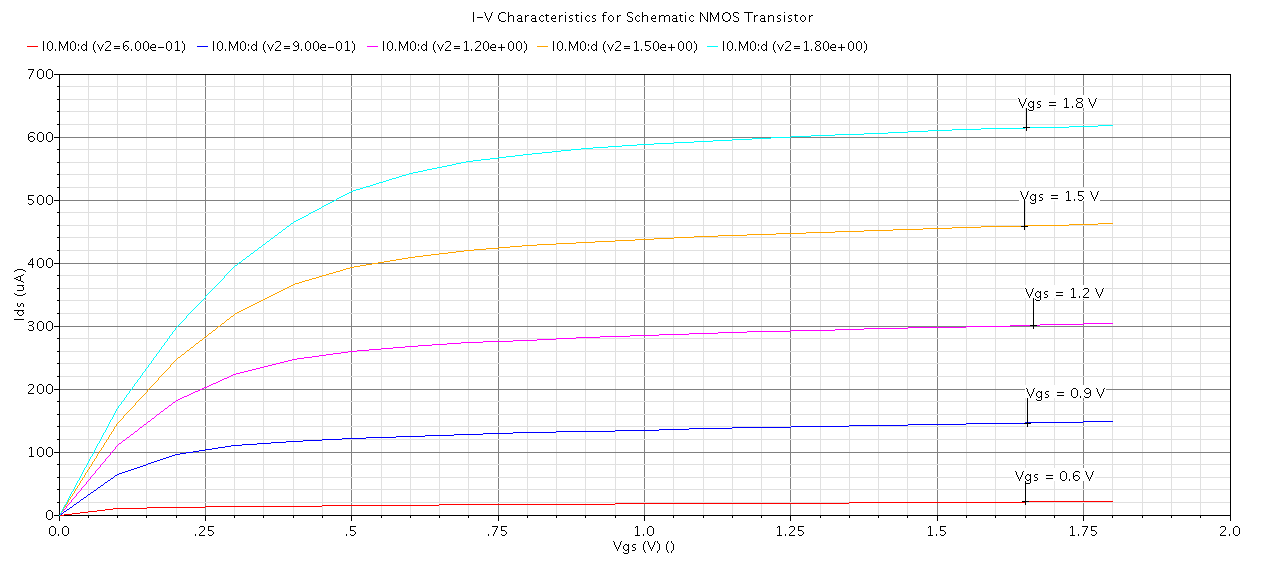 I-V Characteristics for Schematic NMOS Transistor
I0.M0:d (v2=6.00e-01) I0.M0:d (v2=9.00e-01) I0.M0:d (v2=1.20e+00) I0.M0:d (v2=1.50e+00) I0.M0:d (v2=1.80e+00)
700
600
500
400
300
200
100
0
Ids (uA)
Vgs = 1.8 V
Vgs = 1.5 V
Vgs = 1.2 V
Vgs = 0.9 V
Vgs = 0.6 V
0.0 .25 .5 .75 1.0 1.25 1.5 1.75 2.0
Vgs (V) ()